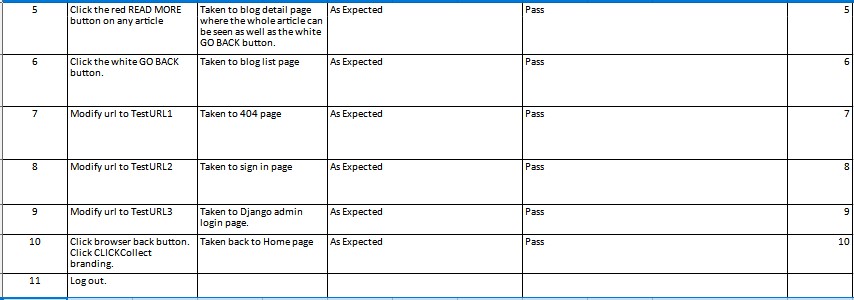 5 Click the red READ MORE Taken to blog detail page As Expected Pass 5
button on any article where the whole article can
be seen as well as the white
GO BACK button.
6 Click the white GO BACK Taken to blog list page As Expected Pass 6
button.
7 Modify url to TestURL1 Taken to 404 page As Expected Pass 7
8 Modify url to TestURL2 Taken to sign in page As Expected Pass 8
9 Modify url to TestURL3 Taken to Django admin As Expected Pass 9
login page.
10 Click browser back button. Taken back to Home page As Expected Pass 10
Click CLICKCollect
branding.
11 Log out.